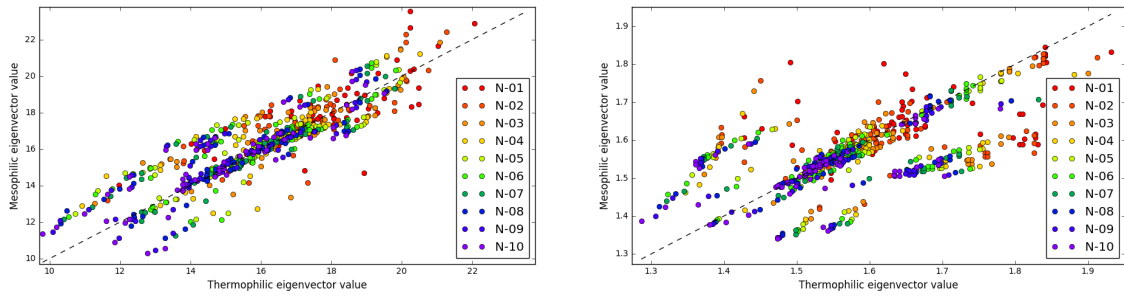 22
20
18
16
14
12
10
Mesophilic eigenvector value
10
12
14
16
18
20
22
Thermophilic eigenvector value
N-01
N-02
N-03
N-04
N-05
N-06
N-07
N-08
N-09
N-10
1.9
1.8
1.7
1.6
1.5
1.4
1.3
Mesophilic eigenvector value
1.3
1.4
1.5
1.6
1.7
1.8
1.9
Thermophilic eigenvector value
N-01
N-02
N-03
N-04
N-05
N-06
N-07
N-08
N-09
N-10